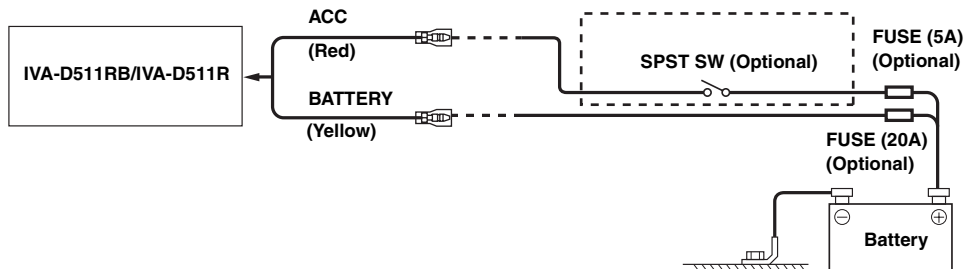 ACC
(Red)
IVA-D511RB/IVA-D511R
BATTERY
(Yellow)
SPST SW (Optional)
FUSE (5A)
(Optional)
FUSE (20A)
(Optional)
Battery